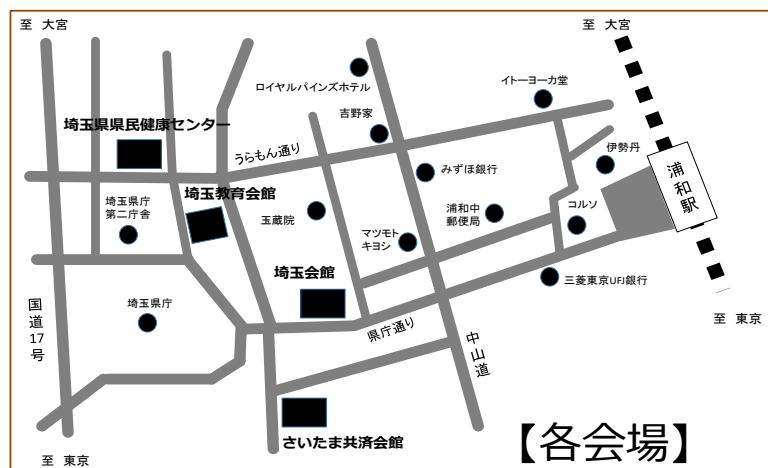 至 大宮
至 大宮
ロイヤルパインズホテル
イトーヨーカ堂
吉野家
埼玉県県民健康センター
うらもん通り
伊勢丹
みずほ銀行
浦和駅
埼玉教育会館
埼玉県庁
第二庁舎
玉蔵院
マツモト
キヨシ
浦和中
郵便局
コルソ
埼玉会館
三菱東京UFJ銀行
国道17号
埼玉県庁
県庁通り
中山道
至 東京
さいたま共済会館
【各会場】
至 東京